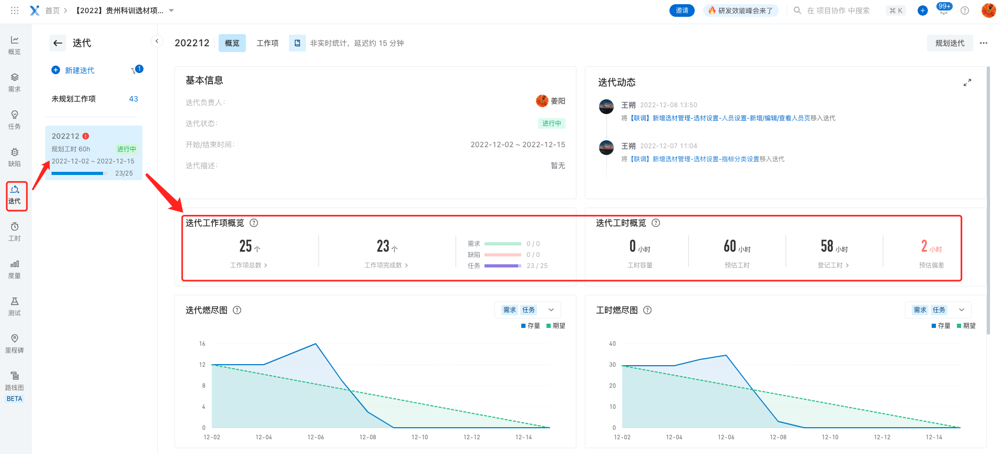 首页
【2022】贵州科训选材项...
邀请
研发效能峰会来了
在 项目协作 中搜索
⌘ K
99+
概览
需求
任务
缺陷
迭代
工时
度量
测试
里程碑
路线图
BETA
迭代
新建迭代
1
未规划工作项 43
202212
规划工时 60h 进行中
2022-12-02 ~ 2022-12-15
23/25
202212 概览 工作项 非实时统计，延迟约 15 分钟
规划迭代
基本信息
迭代负责人： 姜阳
迭代状态： 进行中
开始/结束时间： 2022-12-02 ~ 2022-12-15
迭代描述： 暂无
迭代动态
王朔 2022-12-08 13:50
将【联调】新增选材管理-选材设置-人员设置-新增/编辑/查看人员页移入迭代
王朔 2022-12-07 11:04
将【联调】新增选材管理-选材设置-指标分类设置移入迭代
迭代工作项概览
25 个
工作项总数
23 个
工作项完成数
需求 0 / 0
缺陷 0 / 0
任务 23 / 25
迭代工时概览
0 小时
工时容量
60 小时
预估工时
58 小时
登记工时
2 小时
预估偏差
迭代燃尽图
需求 任务
存量 期望
16
12
8
4
0
12-02 12-04 12-06 12-08 12-10 12-12 12-14
工时燃尽图
需求 任务
存量 期望
40
30
20
10
0
12-02 12-04 12-06 12-08 12-10 12-12 12-14